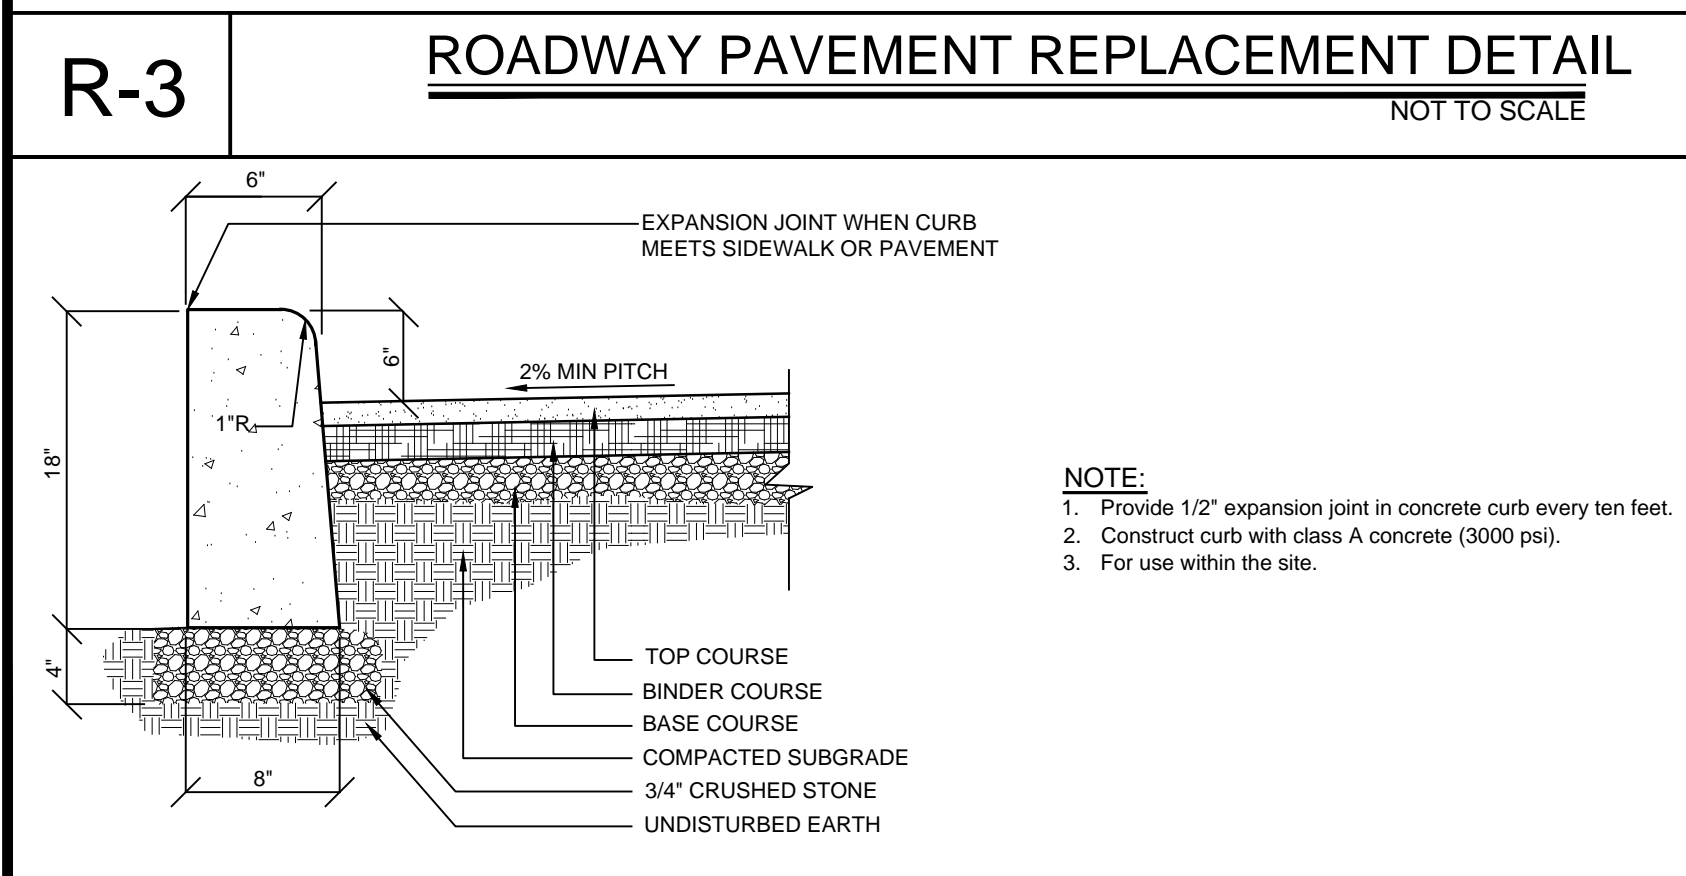 R-3
ROADWAY PAVEMENT REPLACEMENT DETAIL
NOT TO SCALE
6"
EXPANSION JOINT WHEN CURB
MEETS SIDEWALK OR PAVEMENT
6"
2% MIN PITCH
1"R
18"
NOTE:
1. Provide 1/2" expansion joint in concrete curb every ten feet.
2. Construct curb with class A concrete (3000 psi).
3. For use within the site.
4"
TOP COURSE
BINDER COURSE
BASE COURSE
COMPACTED SUBGRADE
8"
3/4" CRUSHED STONE
UNDISTURBED EARTH